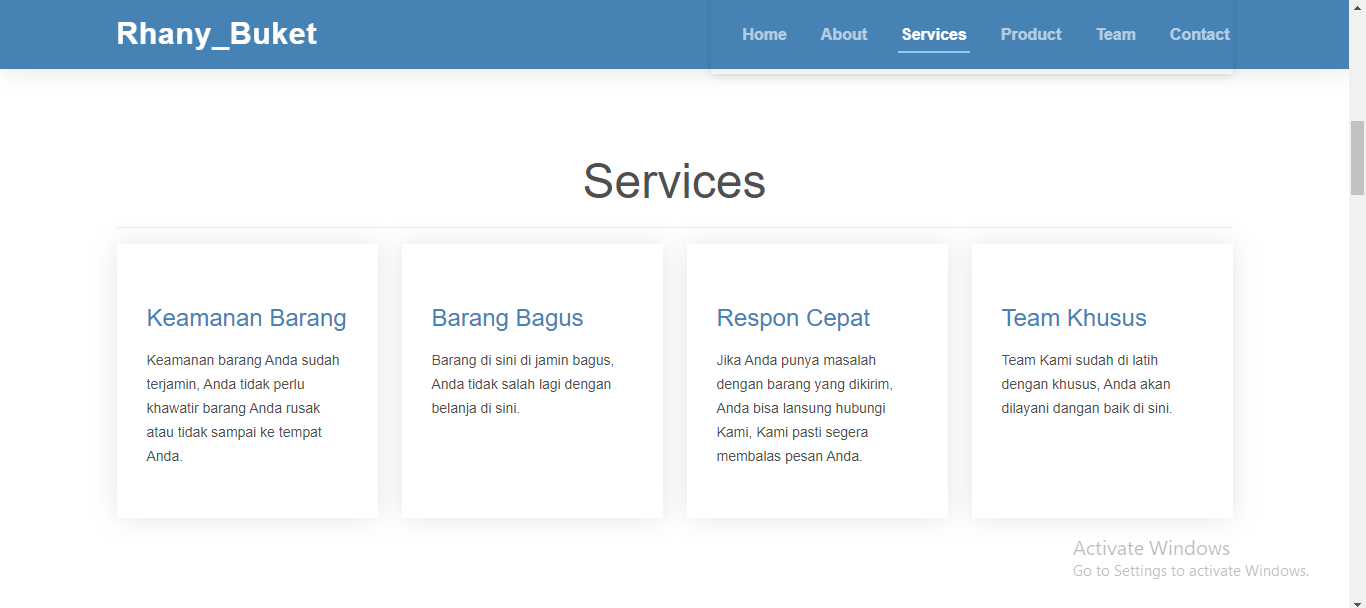 Rhany_Buket
Home About Services Product Team Contact
Services
Keamanan Barang
Keamanan barang Anda sudah
terjamin, Anda tidak perlu
khawatir barang Anda rusak
atau tidak sampai ke tempat
Anda.
Barang Bagus
Barang di sini di jamin bagus,
Anda tidak salah lagi dengan
belanja di sini.
Respon Cepat
Jika Anda punya masalah
dengan barang yang dikirim,
Anda bisa lansung hubungi
Kami, Kami pasti segera
membalas pesan Anda.
Team Khusus
Team Kami sudah di latih
dengan khusus, Anda akan
dilayani dangan baik di sini.
Activate Windows
Go to Settings to activate Windows.